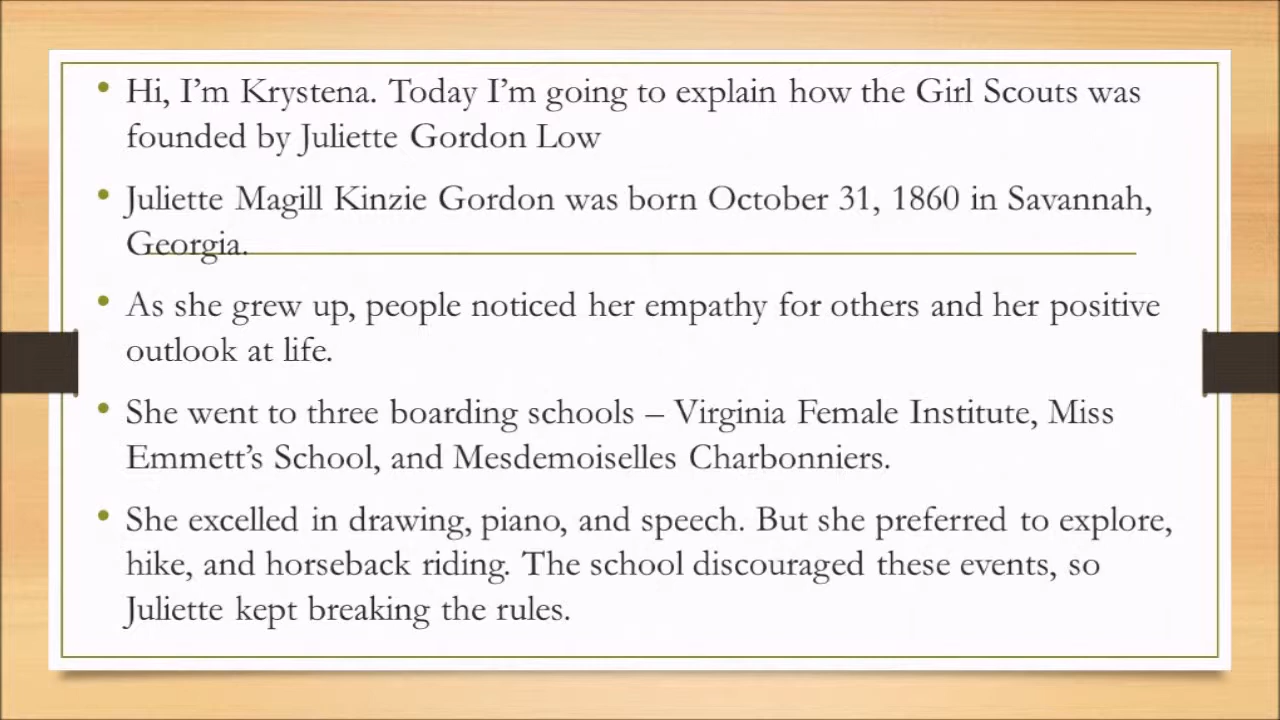 • Hi, I’m Krystena. Today I’m going to explain how the Girl Scouts was
founded by Juliette Gordon Low
• Juliette Magill Kinzie Gordon was born October 31, 1860 in Savannah,
Georgia.
• As she grew up, people noticed her empathy for others and her positive
outlook at life.
• She went to three boarding schools – Virginia Female Institute, Miss
Emmett’s School, and Mesdemoiselles Charbonniers.
• She excelled in drawing, piano, and speech. But she preferred to explore,
hike, and horseback riding. The school discouraged these events, so
Juliette kept breaking the rules.